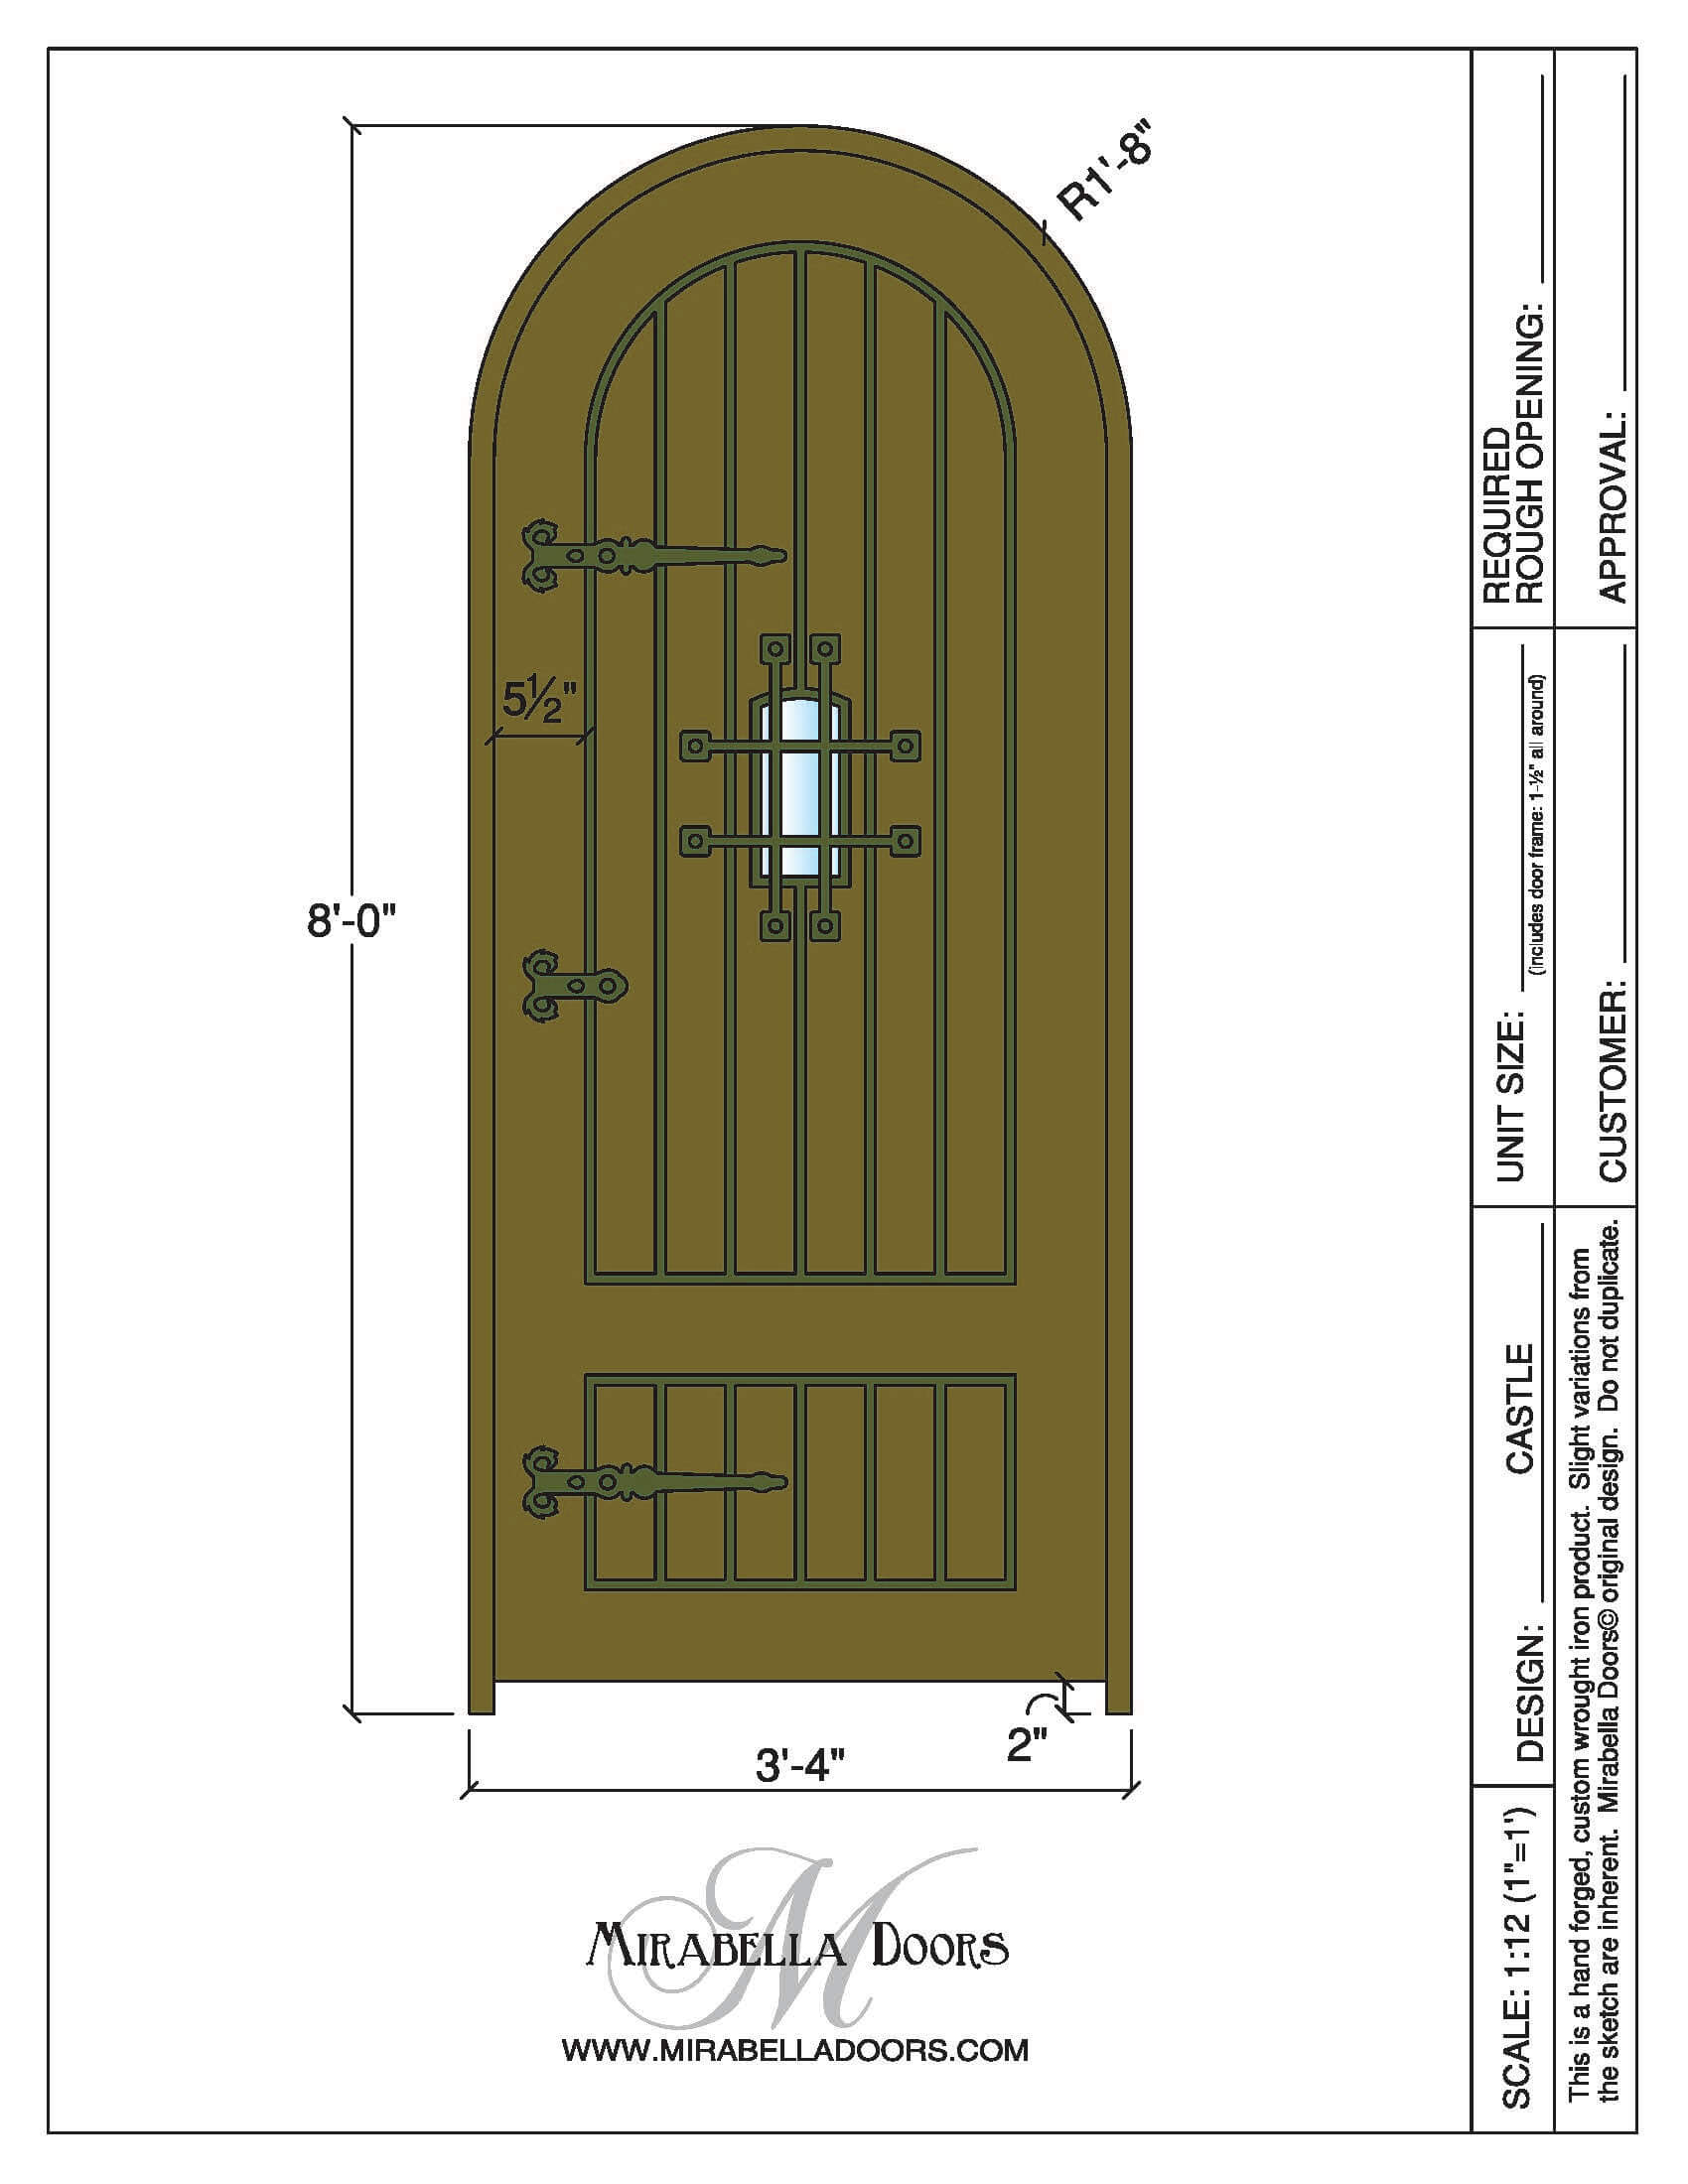 R1'-8"
5½"
8'-0"
2"
3'-4"
MIRABELLA DOORS
M
WWW.MIRABELLADOORS.COM
SCALE: 1:12 (1"=1')
DESIGN: CASTLE
UNIT SIZE:
(includes door frame: 1-½" all around)
REQUIRED
ROUGH OPENING:
This is a hand forged, custom wrought iron product. Slight variations from
the sketch are inherent. Mirabella Doors© original design. Do not duplicate.
CUSTOMER:
APPROVAL: